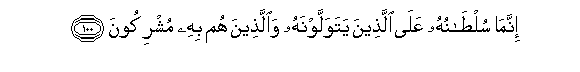 إِنَّمَا سُلْطَـٰنُهُۥ عَلَى ٱلَّذِينَ يَتَوَلَّوْنَهُۥ وَٱلَّذِينَ هُم بِهِۦ مُشْرِكُونَ ۝١٠٠